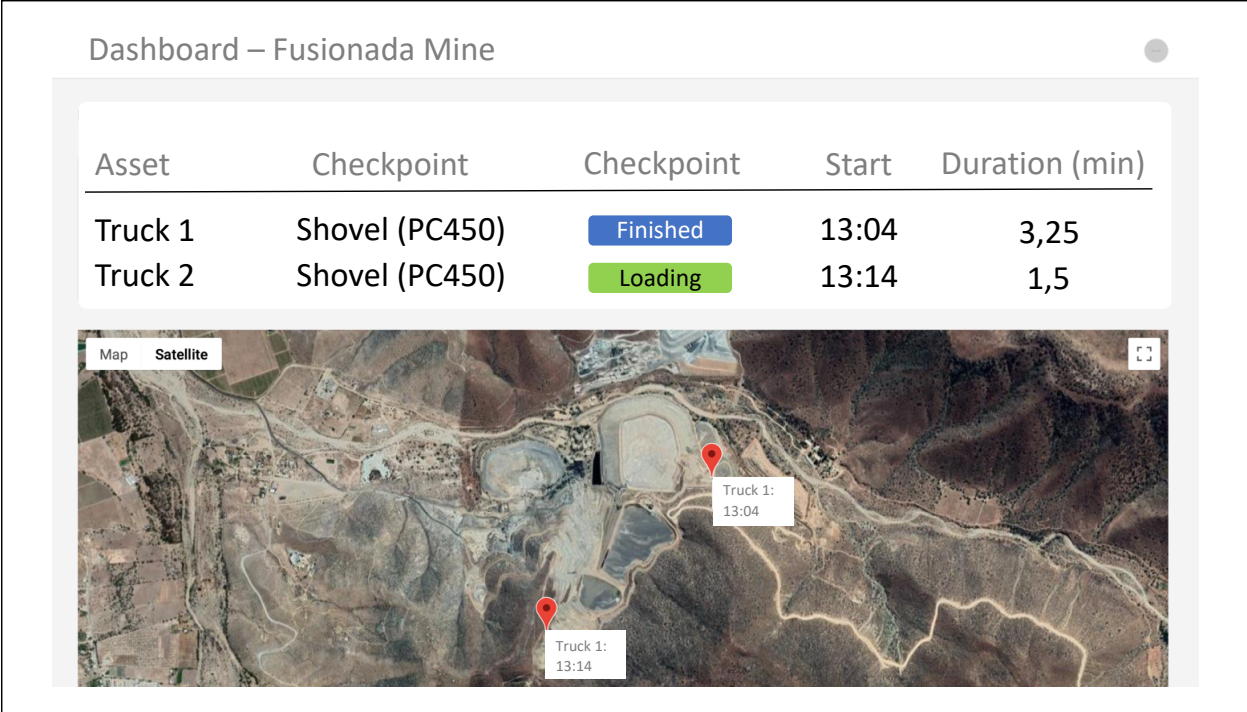 Dashboard – Fusionada Mine
Asset Checkpoint Checkpoint Start Duration (min)
Truck 1 Shovel (PC450) Finished 13:04 3,25
Truck 2 Shovel (PC450) Loading 13:14 1,5
Map Satellite
Truck 1:
13:04
Truck 1:
13:14